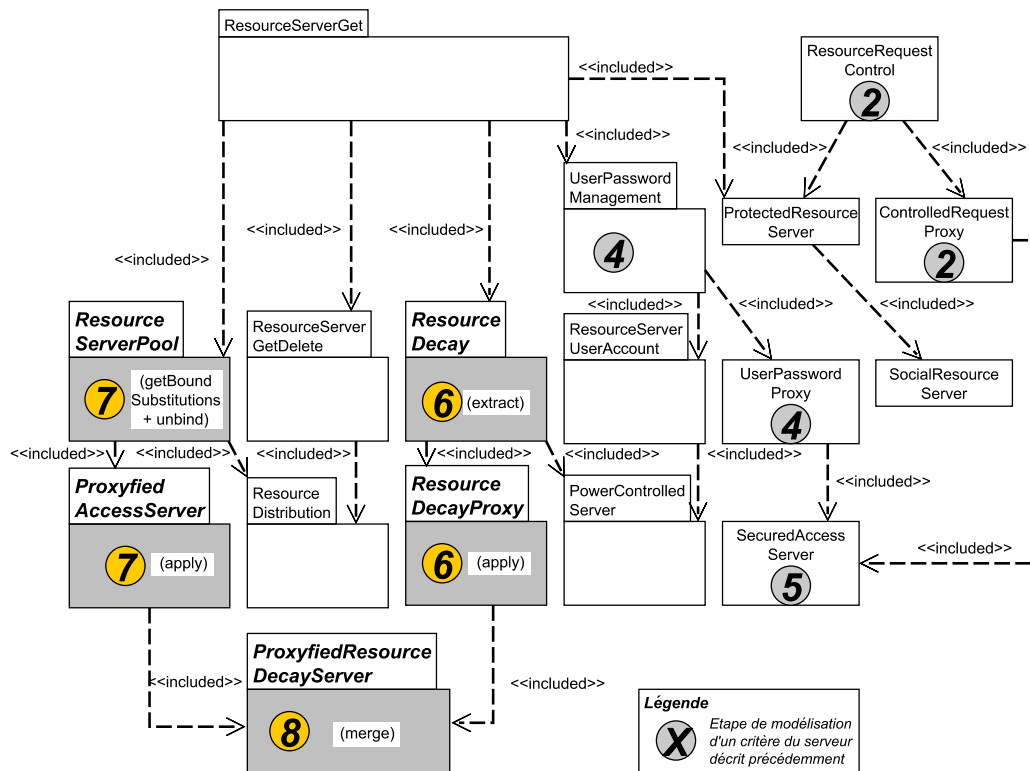 ResourceServerGet
<<included>>
ResourceRequest
Control
2
<<included>>
<<included>>
<<included>>
UserPassword
Management
4
ProtectedResource
Server
ControlledRequest
Proxy
2
<<included>>
<<included>>
<<included>>
<<included>>
<<included>>
<<included>>
Resource
ServerPool
7
(getBound
Substitutions
+ unbind)
ResourceServer
GetDelete
Resource
Decay
6
(extract)
ResourceServer
UserAccount
UserPassword
Proxy
4
SocialResource
Server
<<included>>
<<included>>
<<included>>
<<included>>
<<included>>
<<included>>
Proxyfied
AccessServer
7
(apply)
Resource
Distribution
Resource
DecayProxy
6
(apply)
PowerControlled
Server
<<included>>
SecuredAccess
Server
5
<<included>>
<<included>>
ProxyfiedResource
DecayServer
8
(merge)
<<included>>
Légende
X
Etape de modélisation
d'un critère du serveur
décrit précédemment